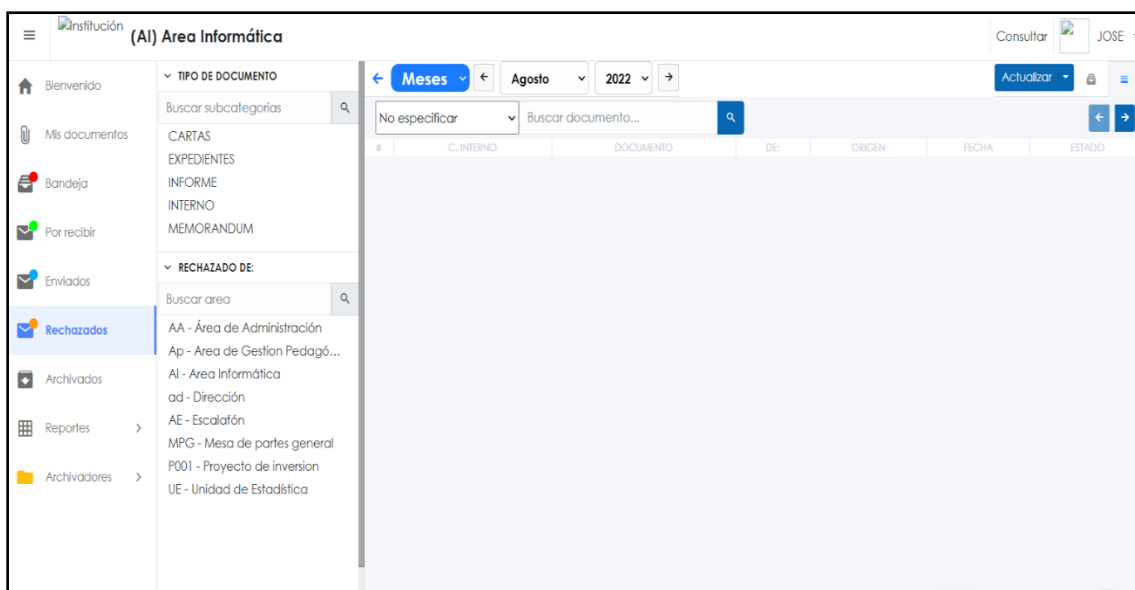 Institución
(AI) Area Informática
Consultar
JOSE
Bienvenido
Mis documentos
Bandeja
Por recibir
Enviados
Rechazados
Archivados
Reportes
Archivadores
TIPO DE DOCUMENTO
Buscar subcategorias
CARTAS
EXPEDIENTES
INFORME
INTERNO
MEMORANDUM
RECHAZADO DE:
Buscar area
AA - Área de Administración
Ap - Area de Gestion Pedagó...
AI - Area Informática
ad - Dirección
AE - Escalafón
MPG - Mesa de partes general
P001 - Proyecto de inversion
UE - Unidad de Estadística
Meses Agosto 2022 Actualizar
No especificar Buscar documento...
# C. INTERNO DOCUMENTO DE: ORIGEN FECHA ESTADO